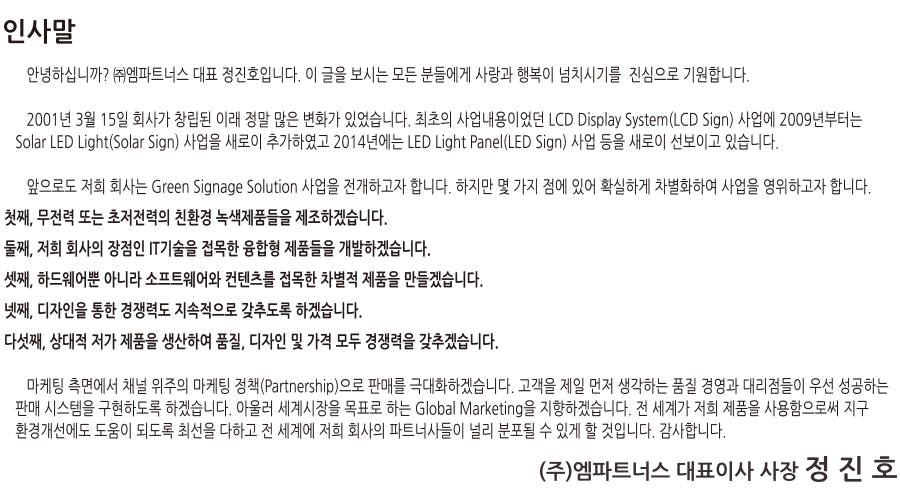 인사말
안녕하십니까? ㈜엠파트너스 대표 정진호입니다. 이 글을 보시는 모든 분들에게 사랑과 행복이 넘치시기를 진심으로 기원합니다.
2001년 3월 15일 회사가 창립된 이래 정말 많은 변화가 있었습니다. 최초의 사업내용이었던 LCD Display System(LCD Sign) 사업에 2009년부터는
Solar LED Light(Solar Sign) 사업을 새로이 추가하였고 2014년에는 LED Light Panel(LED Sign) 사업 등을 새로이 선보이고 있습니다.
앞으로도 저희 회사는 Green Signage Solution 사업을 전개하고자 합니다. 하지만 몇 가지 점에 있어 확실하게 차별화하여 사업을 영위하고자 합니다.
첫째, 무전력 또는 초저전력의 친환경 녹색제품들을 제조하겠습니다.
둘째, 저희 회사의 장점인 IT기술을 접목한 융합형 제품들을 개발하겠습니다.
셋째, 하드웨어뿐 아니라 소프트웨어와 컨텐츠를 접목한 차별적 제품을 만들겠습니다.
넷째, 디자인을 통한 경쟁력도 지속적으로 갖추도록 하겠습니다.
다섯째, 상대적 저가 제품을 생산하여 품질, 디자인 및 가격 모두 경쟁력을 갖추겠습니다.
마케팅 측면에서 채널 위주의 마케팅 정책(Partnership)으로 판매를 극대화하겠습니다. 고객을 제일 먼저 생각하는 품질 경영과 대리점들이 우선 성공하는
판매 시스템을 구현하도록 하겠습니다. 아울러 세계시장을 목표로 하는 Global Marketing을 지향하겠습니다. 전 세계가 저희 제품을 사용함으로써 지구
환경개선에도 도움이 되도록 최선을 다하고 전 세계에 저희 회사의 파트너사들이 널리 분포될 수 있게 할 것입니다. 감사합니다.
(주)엠파트너스 대표이사 사장 정 진 호